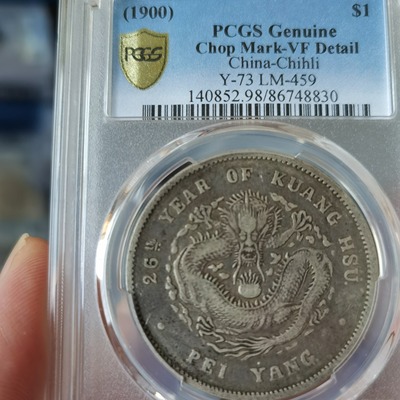 (1900) $1
PCGS Genuine
Chop Mark-VF Detail
China-Chihli
Y-73 LM-459
140852.98/86748830
PCGS
26TH YEAR OF KUANG HSU
PEI YANG